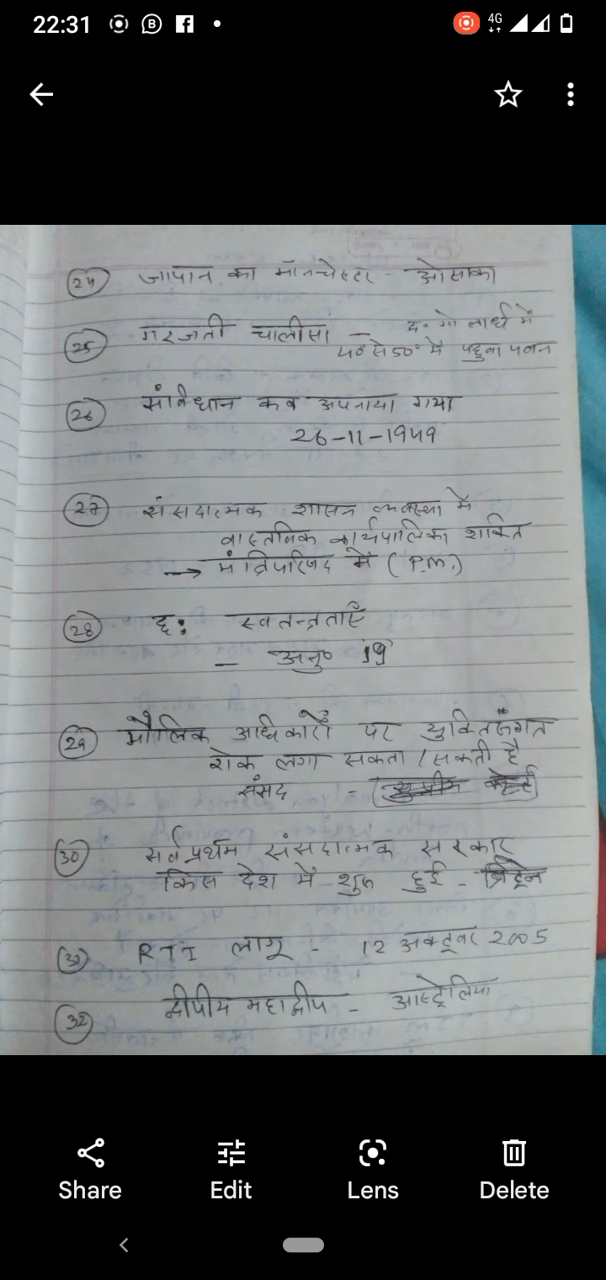 22:31
4G
24 जापान का मॉनचेस्टर - ओसाका
25 गरजती चालीसा - द० गोलार्ध में
40° से 50° में पछुवा पवन
26 संविधान कब अपनाया गया
26-11-1949
27 संसदात्मक शासन व्यवस्था में
वास्तविक कार्यपालिका शक्ति
→ मंत्रिपरिषद में (P.M.)
28 छ: स्वतन्त्रताएँ
- अनु० 19
29 मौलिक अधिकारों पर युक्तिसंगत
रोक लगा सकता / सकती है
संसद -
30 सर्वप्रथम संसदात्मक सरकार
किस देश में शुरू हुई - ब्रिटेन
31 RTI लागू - 12 अक्टूबर 2005
32 द्वीपीय महाद्वीप - आस्ट्रेलिया
Share Edit Lens Delete